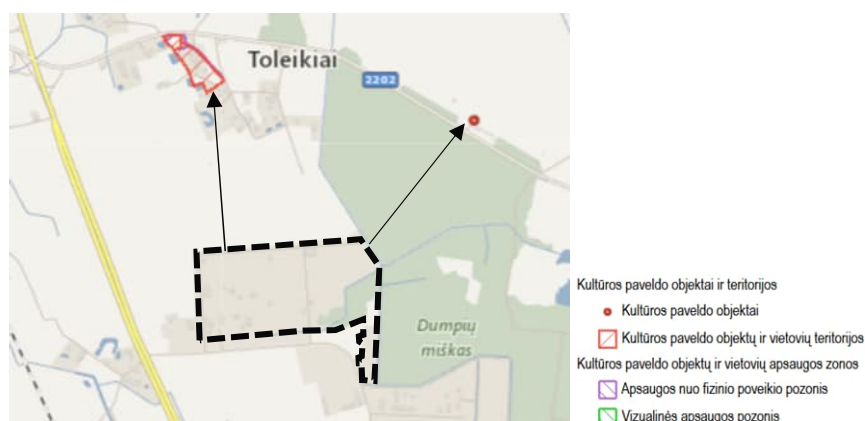 Toleikiai
2202
Dumpių
miškas
Kultūros paveldo objektai ir teritorijos
Kultūros paveldo objektai
Kultūros paveldo objektų ir vietovių teritorijos
Kultūros paveldo objektų ir vietovių apsaugos zonos
Apsaugos nuo fizinio poveikio pozonis
Vizualinės apsaugos pozonis